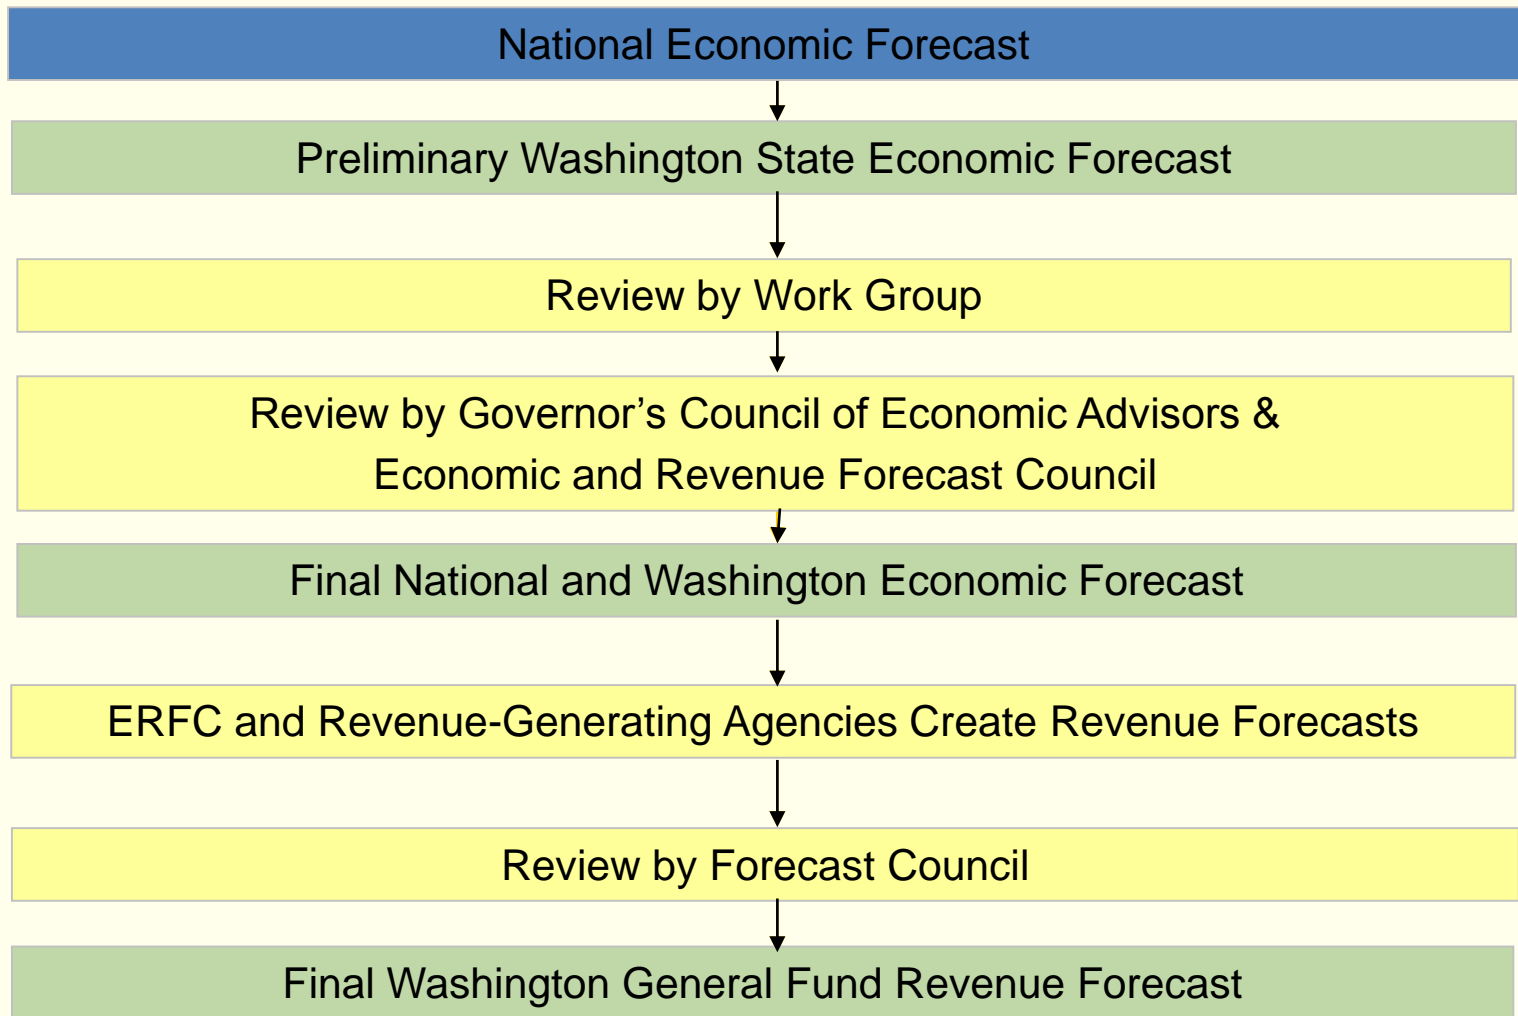 National Economic Forecast
Preliminary Washington State Economic Forecast
Review by Work Group
Review by Governor’s Council of Economic Advisors &
Economic and Revenue Forecast Council
Final National and Washington Economic Forecast
ERFC and Revenue-Generating Agencies Create Revenue Forecasts
Review by Forecast Council
Final Washington General Fund Revenue Forecast